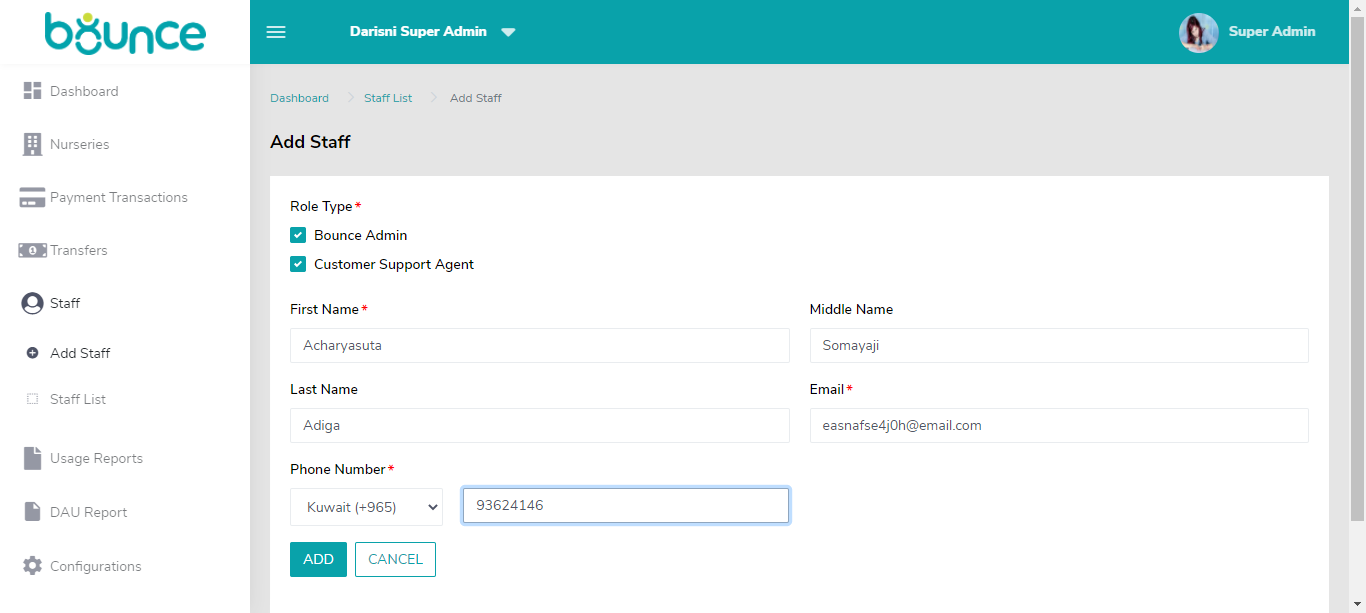 bounce
Darisni Super Admin
Super Admin
Dashboard
Nurseries
Payment Transactions
Transfers
Staff
Add Staff
Staff List
Usage Reports
DAU Report
Configurations
Dashboard Staff List Add Staff
Add Staff
Role Type*
Bounce Admin
Customer Support Agent
First Name*
Acharyasuta
Middle Name
Somayaji
Last Name
Adiga
Email*
easnafse4j0h@email.com
Phone Number*
Kuwait (+965)
93624146
ADD
CANCEL